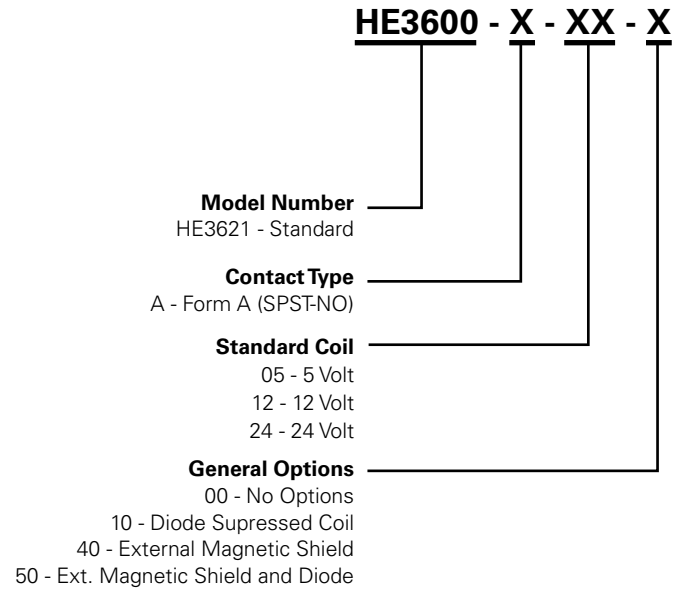 HE3600 - X - XX - X
Model Number
HE3621 - Standard
Contact Type
A - Form A (SPST-NO)
Standard Coil
05 - 5 Volt
12 - 12 Volt
24 - 24 Volt
General Options
00 - No Options
10 - Diode Supressed Coil
40 - External Magnetic Shield
50 - Ext. Magnetic Shield and Diode